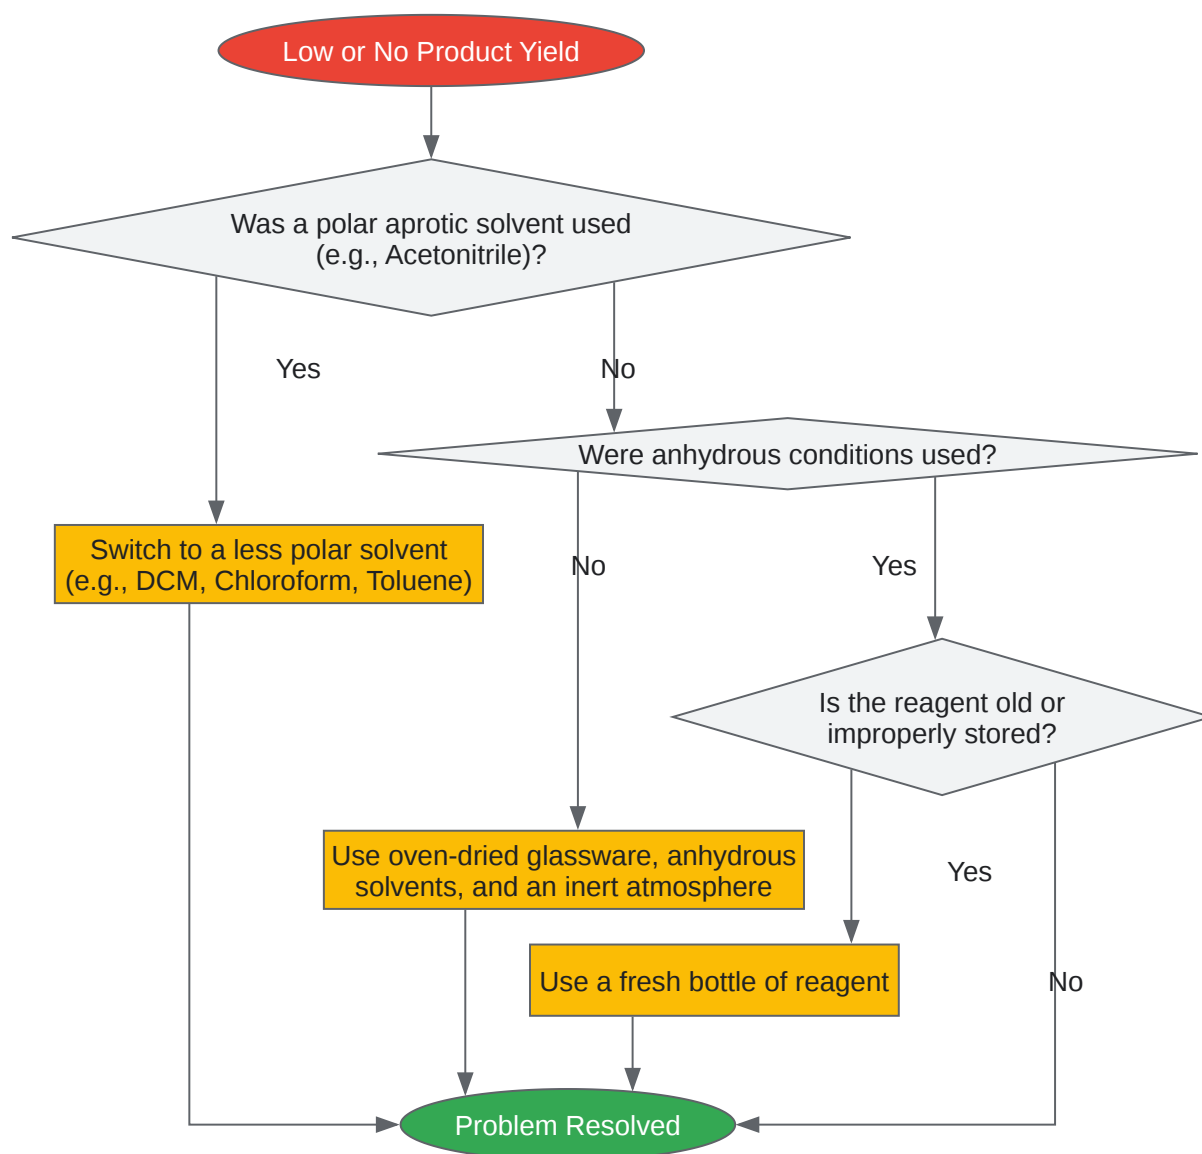 Low or No Product Yield
Was a polar aprotic solvent used
(e.g., Acetonitrile)?
Yes
No
Were anhydrous conditions used?
Switch to a less polar solvent
(e.g., DCM, Chloroform, Toluene)
No
Yes
Is the reagent old or
improperly stored?
Use oven-dried glassware, anhydrous
solvents, and an inert atmosphere
Yes
Use a fresh bottle of reagent
No
Problem Resolved